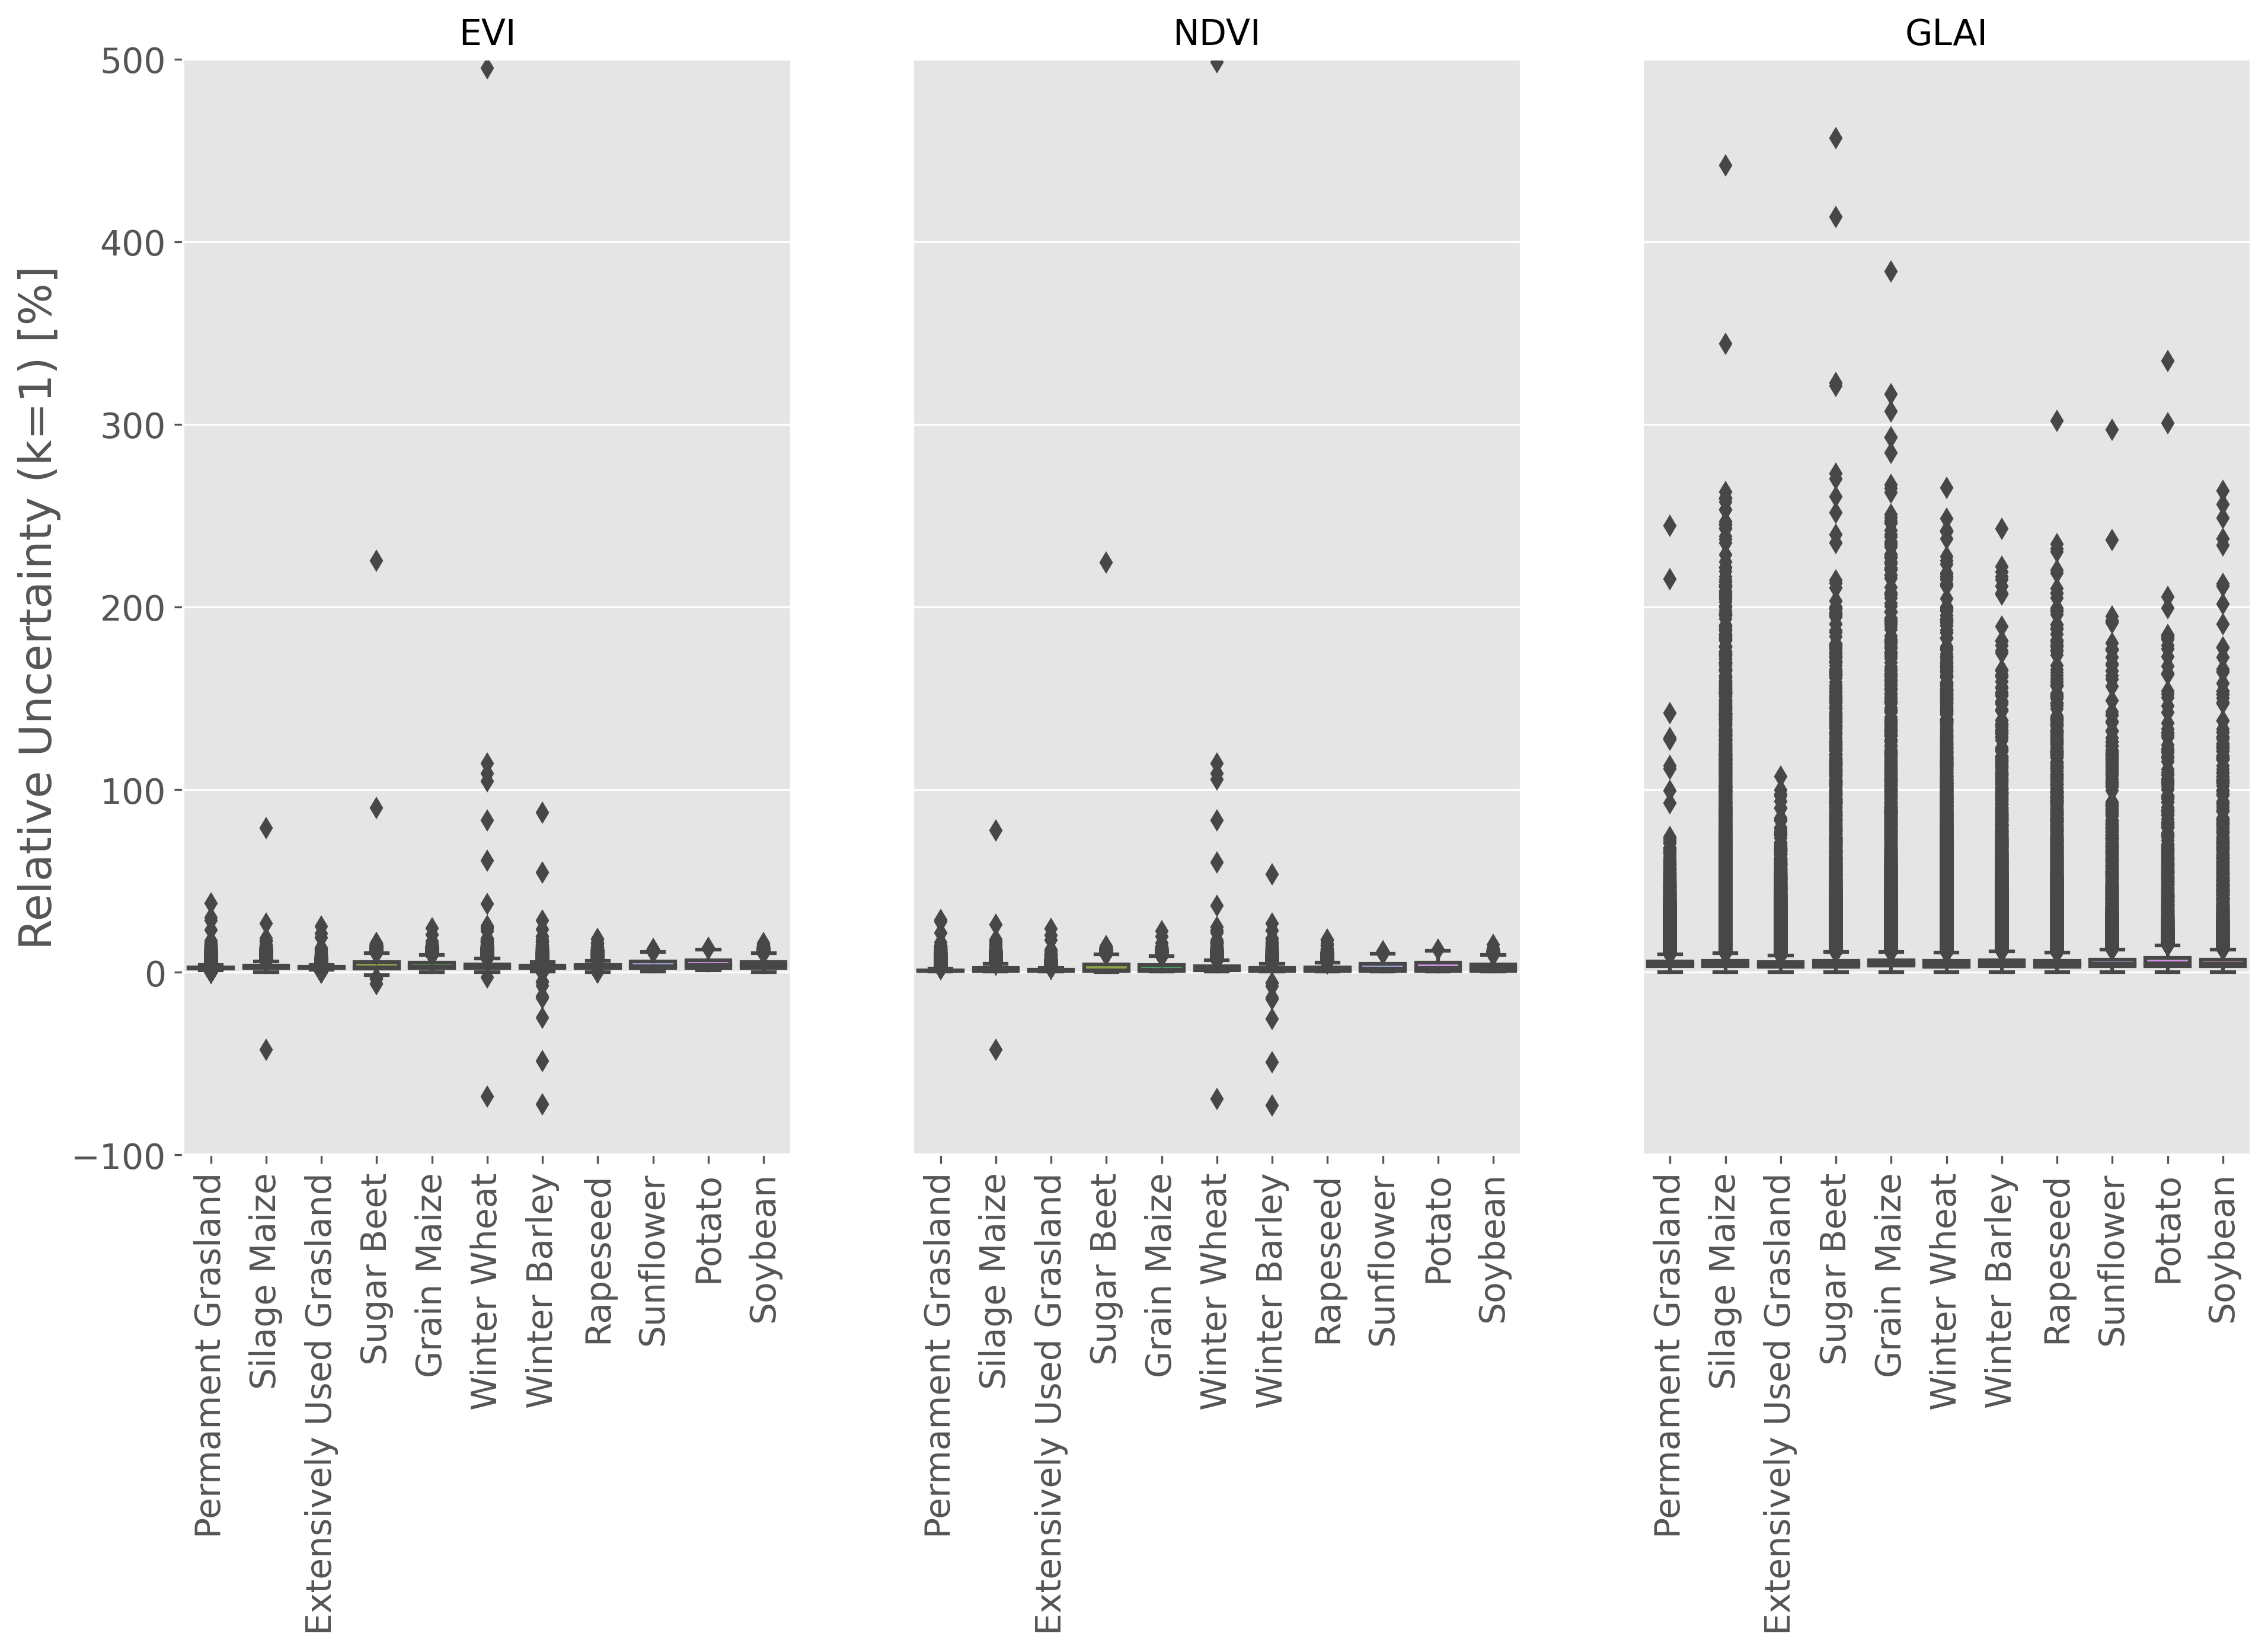 EVI
NDVI
GLAI
Relative Uncertainty (k=1) [%]
500
400
300
200
100
0
−100
Permament Grasland
Silage Maize
Extensively Used Grasland
Sugar Beet
Grain Maize
Winter Wheat
Winter Barley
Rapeseed
Sunflower
Potato
Soybean
Permament Grasland
Silage Maize
Extensively Used Grasland
Sugar Beet
Grain Maize
Winter Wheat
Winter Barley
Rapeseed
Sunflower
Potato
Soybean
Permament Grasland
Silage Maize
Extensively Used Grasland
Sugar Beet
Grain Maize
Winter Wheat
Winter Barley
Rapeseed
Sunflower
Potato
Soybean